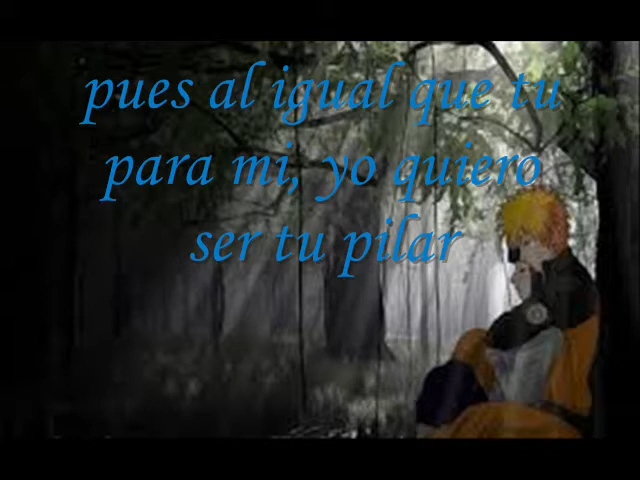 pues al igual que tu
para mi, yo quiero
ser tu pilar